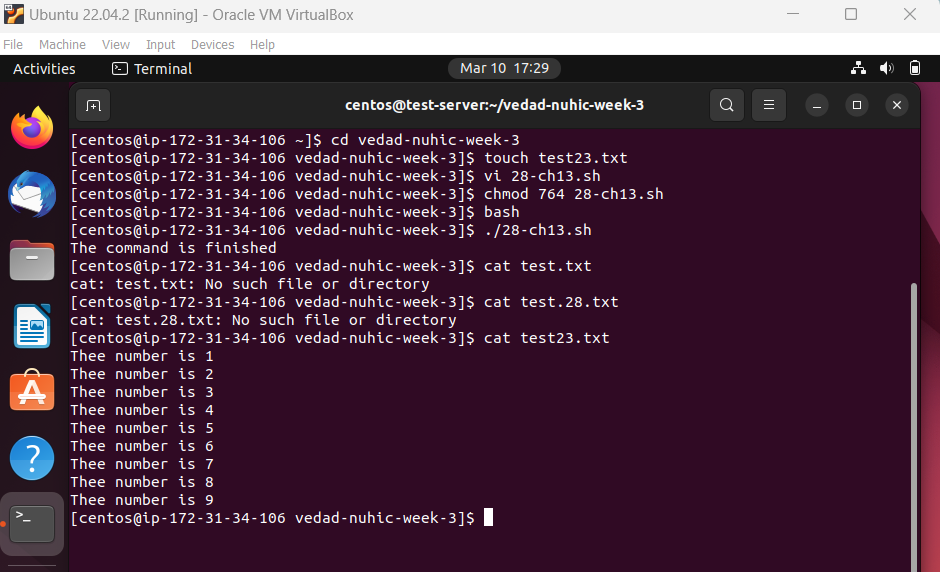 Ubuntu 22.04.2 [Running] - Oracle VM VirtualBox
File Machine View Input Devices Help
Activities Terminal Mar 10 17:29
centos@test-server:~/vedad-nuhic-week-3
[centos@ip-172-31-34-106 ~]$ cd vedad-nuhic-week-3
[centos@ip-172-31-34-106 vedad-nuhic-week-3]$ touch test23.txt
[centos@ip-172-31-34-106 vedad-nuhic-week-3]$ vi 28-ch13.sh
[centos@ip-172-31-34-106 vedad-nuhic-week-3]$ chmod 764 28-ch13.sh
[centos@ip-172-31-34-106 vedad-nuhic-week-3]$ bash
[centos@ip-172-31-34-106 vedad-nuhic-week-3]$ ./28-ch13.sh
The command is finished
[centos@ip-172-31-34-106 vedad-nuhic-week-3]$ cat test.txt
cat: test.txt: No such file or directory
[centos@ip-172-31-34-106 vedad-nuhic-week-3]$ cat test.28.txt
cat: test.28.txt: No such file or directory
[centos@ip-172-31-34-106 vedad-nuhic-week-3]$ cat test23.txt
Thee number is 1
Thee number is 2
Thee number is 3
Thee number is 4
Thee number is 5
Thee number is 6
Thee number is 7
Thee number is 8
Thee number is 9
[centos@ip-172-31-34-106 vedad-nuhic-week-3]$